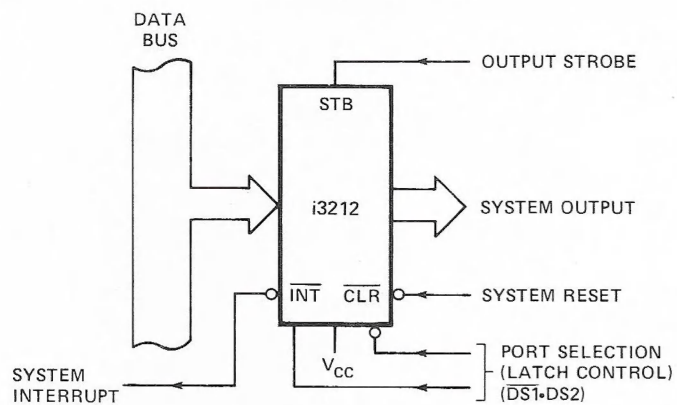 DATA
BUS
OUTPUT STROBE
STB
i3212
SYSTEM OUTPUT
INT CLR
SYSTEM RESET
VCC
PORT SELECTION
(LATCH CONTROL)
(DS1•DS2)
SYSTEM
INTERRUPT